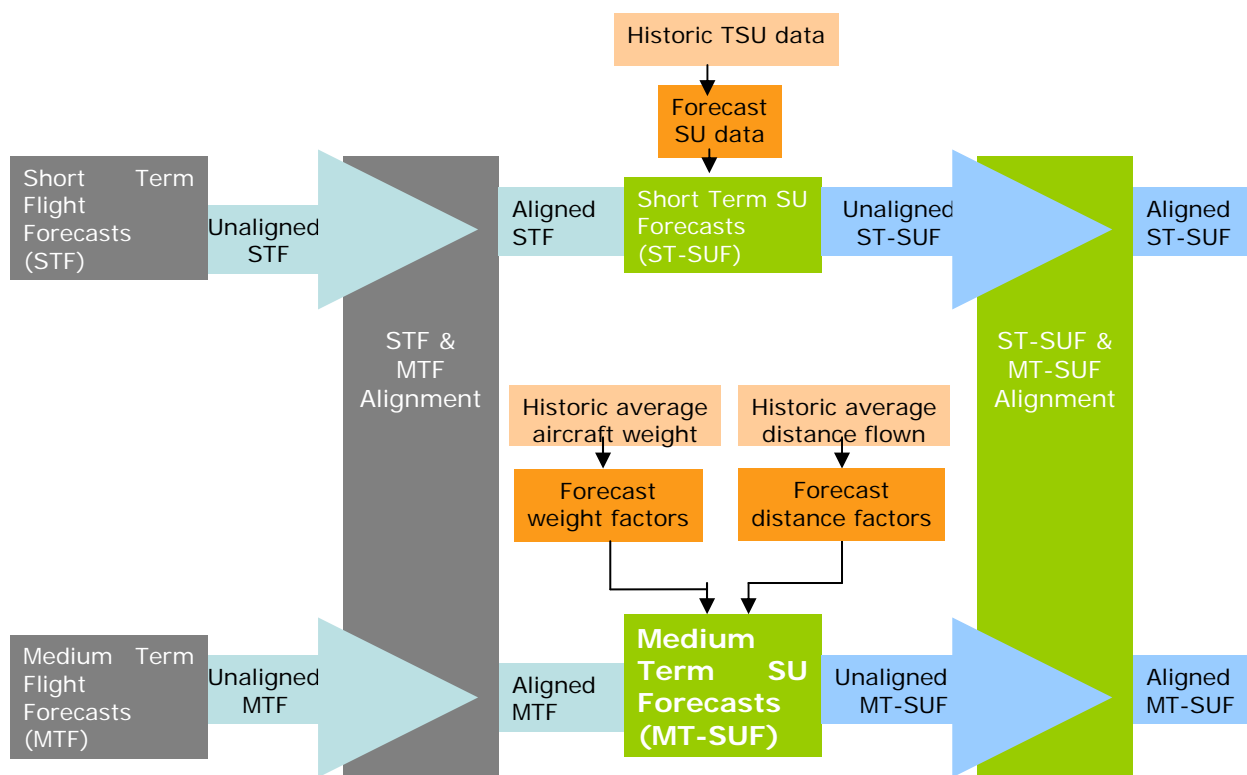 Historic TSU data
Forecast
SU data
Short Term
Flight
Forecasts
(STF)
Unaligned
STF
STF &
MTF
Alignment
Aligned
STF
Short Term SU
Forecasts
(ST-SUF)
Unaligned
ST-SUF
ST-SUF &
MT-SUF
Alignment
Aligned
ST-SUF
Historic average
aircraft weight
Historic average
distance flown
Forecast
weight factors
Forecast
distance factors
Medium Term
Flight
Forecasts
(MTF)
Unaligned
MTF
Aligned
MTF
Medium
Term SU
Forecasts
(MT-SUF)
Unaligned
MT-SUF
Aligned
MT-SUF